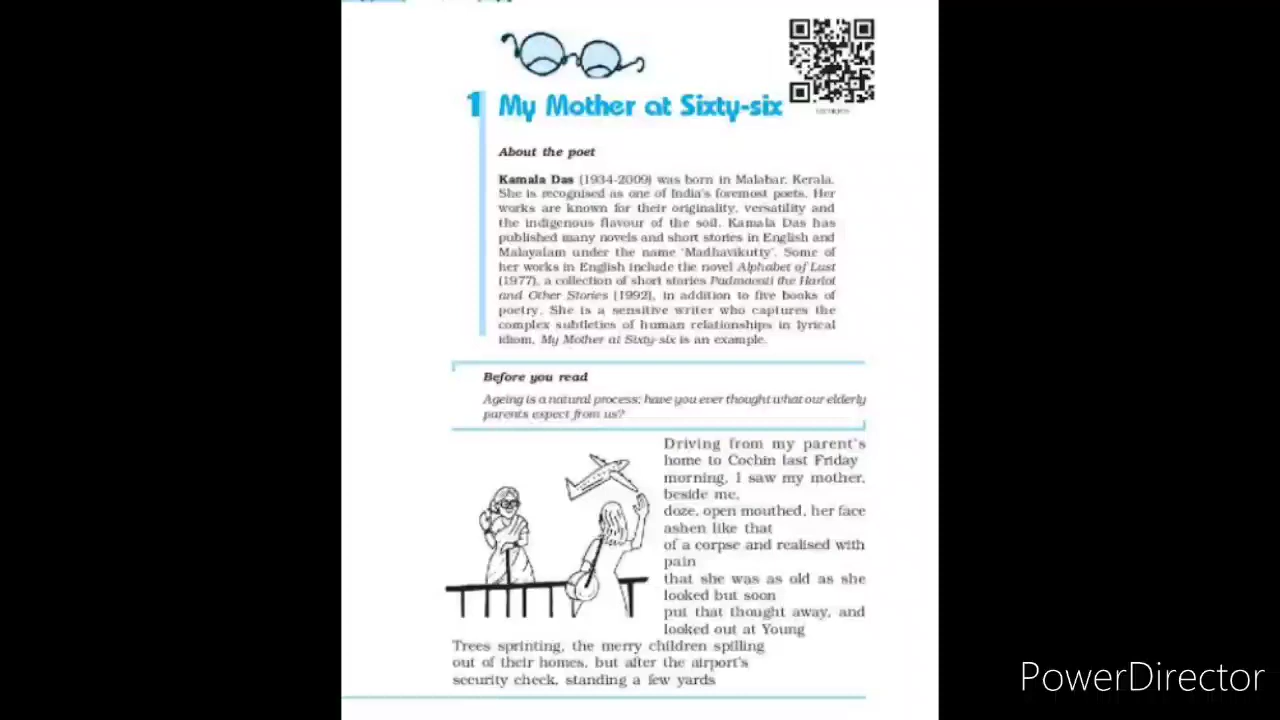 1 My Mother at Sixty-six
About the poet
Kamala Das (1934-2009) was born in Malabar, Kerala.
She is recognised as one of India's foremost poets. Her
works are known for their originality, versatility and
the indigenous flavour of the soil. Kamala Das has
published many novels and short stories in English and
Malayalam under the name 'Madhavikutty'. Some of
her works in English include the novel Alphabet of Lust
(1977), a collection of short stories Padmavati the Harlot
and Other Stories (1992), in addition to five books of
poetry. She is a sensitive writer who captures the
complex subtleties of human relationships in lyrical
idiom, My Mother at Sixty-six is an example.
Before you read
Ageing is a natural process; have you ever thought what our elderly
parents expect from us?
Driving from my parent's
home to Cochin last Friday
morning, I saw my mother,
beside me,
doze, open mouthed, her face
ashen like that
of a corpse and realised with
pain
that she was as old as she
looked but soon
put that thought away, and
looked out at Young
Trees sprinting, the merry children spilling
out of their homes, but after the airport's
security check, standing a few yards
PowerDirector